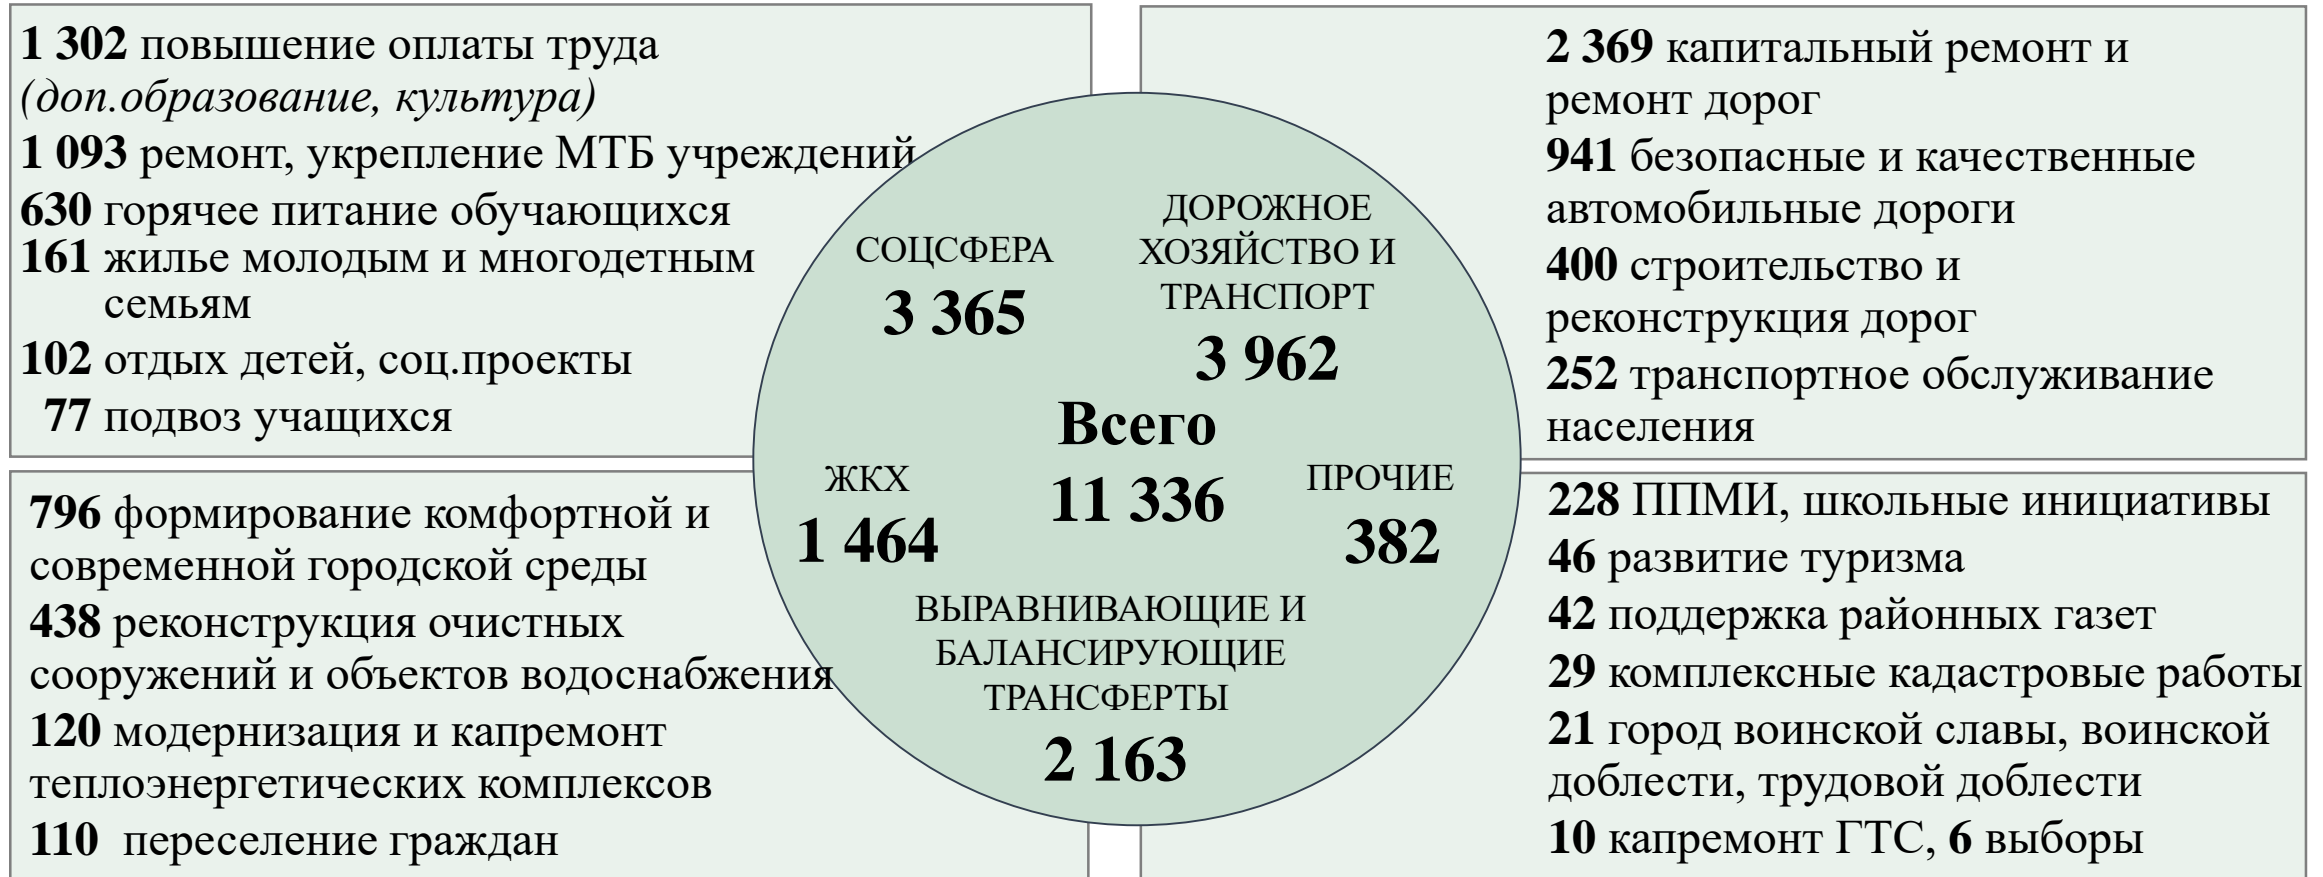 1 302 повышение оплаты труда
(доп.образование, культура)
1 093 ремонт, укрепление МТБ учреждений
630 горячее питание обучающихся
161 жилье молодым и многодетным
семьям
102 отдых детей, соц.проекты
77 подвоз учащихся
2 369 капитальный ремонт и
ремонт дорог
941 безопасные и качественные
автомобильные дороги
400 строительство и
реконструкция дорог
252 транспортное обслуживание
населения
СОЦСФЕРА
3 365
ДОРОЖНОЕ
ХОЗЯЙСТВО И
ТРАНСПОРТ
3 962
Всего
11 336
ЖКХ
1 464
ПРОЧИЕ
382
ВЫРАВНИВАЮЩИЕ И
БАЛАНСИРУЮЩИЕ
ТРАНСФЕРТЫ
2 163
796 формирование комфортной и
современной городской среды
438 реконструкция очистных
сооружений и объектов водоснабжения
120 модернизация и капремонт
теплоэнергетических комплексов
110 переселение граждан
228 ППМИ, школьные инициативы
46 развитие туризма
42 поддержка районных газет
29 комплексные кадастровые работы
21 город воинской славы, воинской
доблести, трудовой доблести
10 капремонт ГТС, 6 выборы